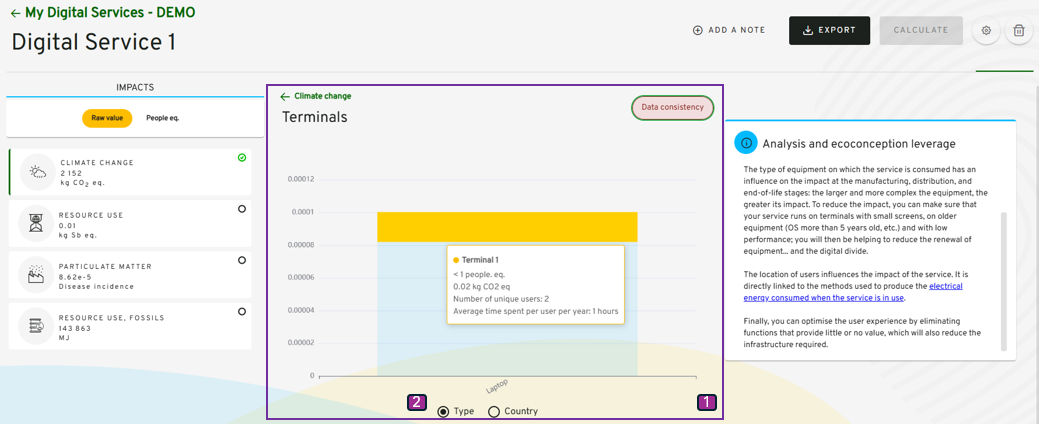 ← My Digital Services - DEMO
Digital Service 1
ADD A NOTE
EXPORT
CALCULATE
IMPACTS
Raw value
People eq.
CLIMATE CHANGE
2 152
kg CO2 eq.
RESOURCE USE
0.01
kg Sb eq.
PARTICULATE MATTER
8.62e-5
Disease incidence
RESOURCE USE, FOSSILS
143 863
MJ
← Climate change
Terminals
Data consistency
0.00012
0.0001
0.00008
0.00006
0.00004
0.00002
0
Terminal 1
< 1 people. eq.
0.02 kg CO2 eq
Number of unique users: 2
Average time spent per user per year: 1 hours
Laptop
2
Type
Country
1
Analysis and ecoconception leverage
The type of equipment on which the service is consumed has an
influence on the impact at the manufacturing, distribution, and
end-of-life stages: the larger and more complex the equipment, the
greater its impact. To reduce the impact, you can make sure that
your service runs on terminals with small screens, on older
equipment (OS more than 5 years old, etc.) and with low
performance; you will then be helping to reduce the renewal of
equipment... and the digital divide.
The location of users influences the impact of the service. It is
directly linked to the methods used to produce the electrical
energy consumed when the service is in use.
Finally, you can optimise the user experience by eliminating
functions that provide little or no value, which will also reduce the
infrastructure required.